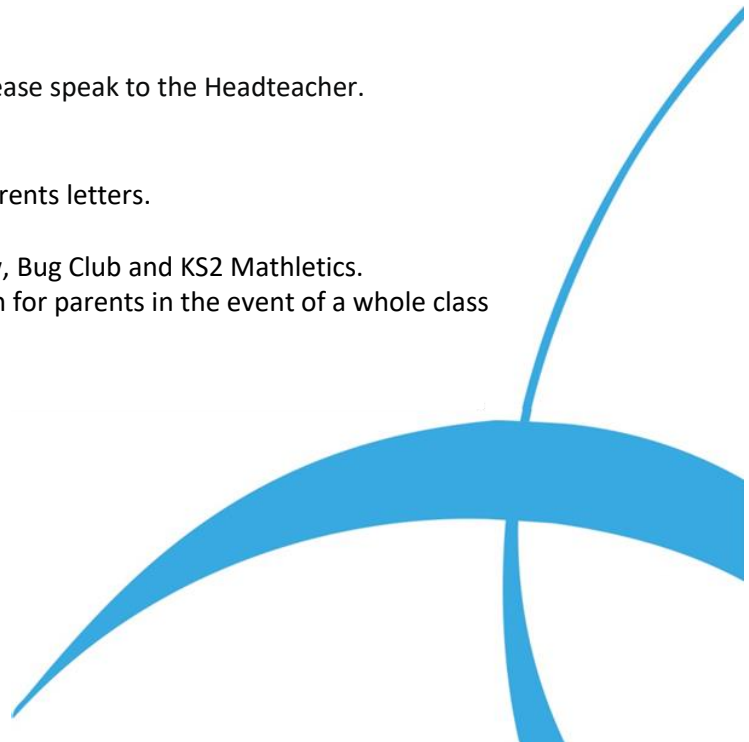 ease speak to the Headteacher.
rents letters.
, Bug Club and KS2 Mathletics.
n for parents in the event of a whole class